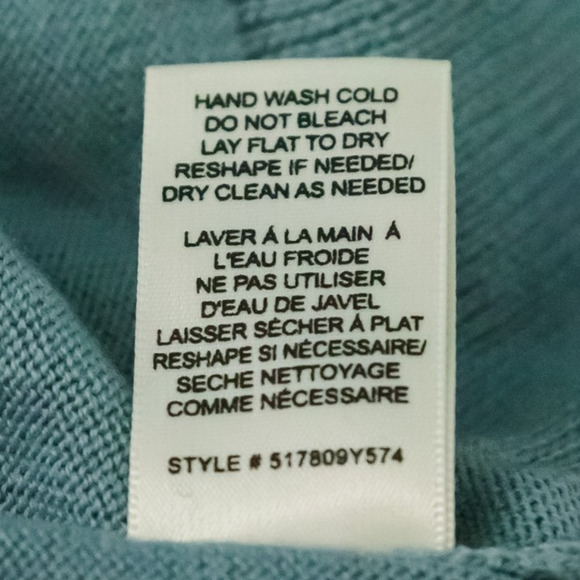 HAND WASH COLD
DO NOT BLEACH
LAY FLAT TO DRY
RESHAPE IF NEEDED/
DRY CLEAN AS NEEDED
LAVER Á LA MAIN Á
L'EAU FROIDE
NE PAS UTILISER
D'EAU DE JAVEL
LAISSER SÉCHER Á PLAT
RESHAPE SI NÉCESSAIRE/
SECHE NETTOYAGE
COMME NÉCESSAIRE
STYLE # 517809Y574